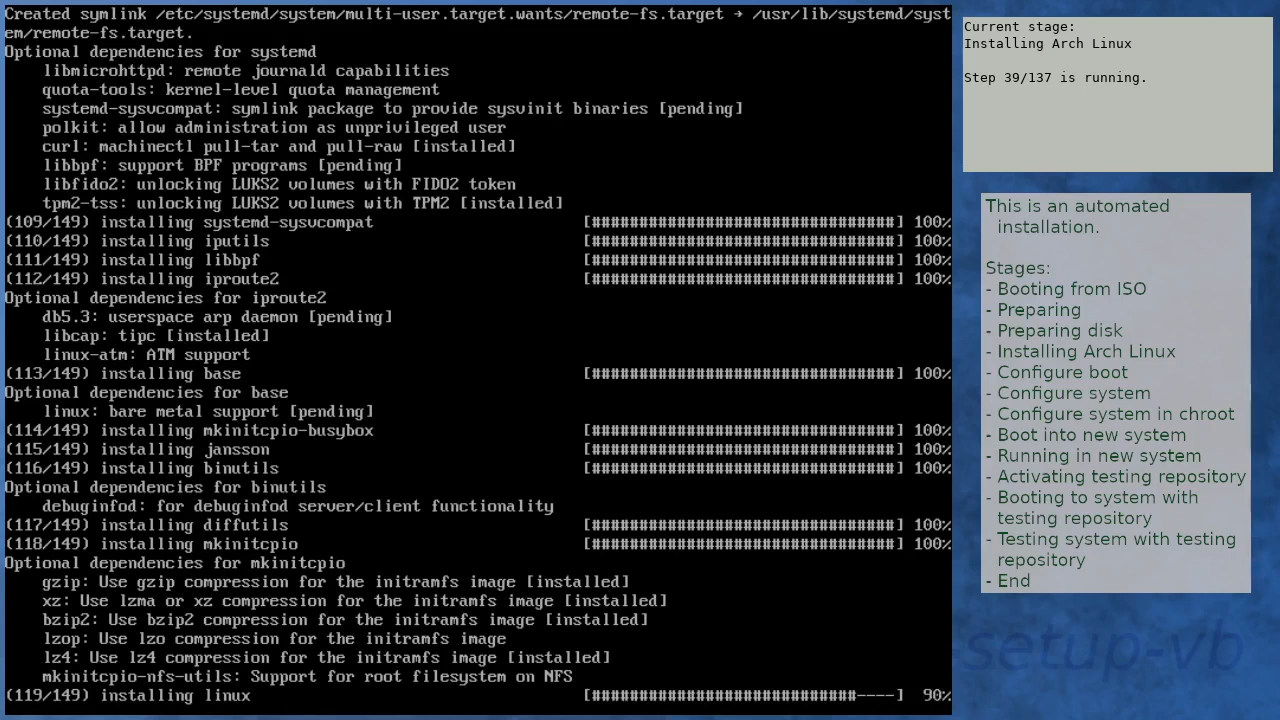 Created symlink /etc/systemd/system/multi-user.target.wants/remote-fs.target → /usr/lib/systemd/syst
em/remote-fs.target.
Optional dependencies for systemd
    libmicrohttpd: remote journald capabilities
    quota-tools: kernel-level quota management
    systemd-sysvcompat: symlink package to provide sysvinit binaries [pending]
    polkit: allow administration as unprivileged user
    curl: machinectl pull-tar and pull-raw [installed]
    libbpf: support BPF programs [pending]
    libfido2: unlocking LUKS2 volumes with FIDO2 token
    tpm2-tss: unlocking LUKS2 volumes with TPM2 [installed]
(109/149) installing systemd-sysvcompat                       [################################] 100%
(110/149) installing iputils                                  [################################] 100%
(111/149) installing libbpf                                   [################################] 100%
(112/149) installing iproute2                                 [################################] 100%
Optional dependencies for iproute2
    db5.3: userspace arp daemon [pending]
    libcap: tipc [installed]
    linux-atm: ATM support
(113/149) installing base                                     [################################] 100%
Optional dependencies for base
    linux: bare metal support [pending]
(114/149) installing mkinitcpio-busybox                       [################################] 100%
(115/149) installing jansson                                  [################################] 100%
(116/149) installing binutils                                 [################################] 100%
Optional dependencies for binutils
    debuginfod: for debuginfod server/client functionality
(117/149) installing diffutils                                [################################] 100%
(118/149) installing mkinitcpio                               [################################] 100%
Optional dependencies for mkinitcpio
    gzip: Use gzip compression for the initramfs image [installed]
    xz: Use lzma or xz compression for the initramfs image [installed]
    bzip2: Use bzip2 compression for the initramfs image [installed]
    lzop: Use lzo compression for the initramfs image
    lz4: Use lz4 compression for the initramfs image [installed]
    mkinitcpio-nfs-utils: Support for root filesystem on NFS
(119/149) installing linux                                    [############################----]  90%
Current stage:
Installing Arch Linux
Step 39/137 is running.
This is an automated
installation.
Stages:
- Booting from ISO
- Preparing
- Preparing disk
- Installing Arch Linux
- Configure boot
- Configure system
- Configure system in chroot
- Boot into new system
- Running in new system
- Activating testing repository
- Booting to system with
testing repository
- Testing system with testing
repository
- End
setup-vb